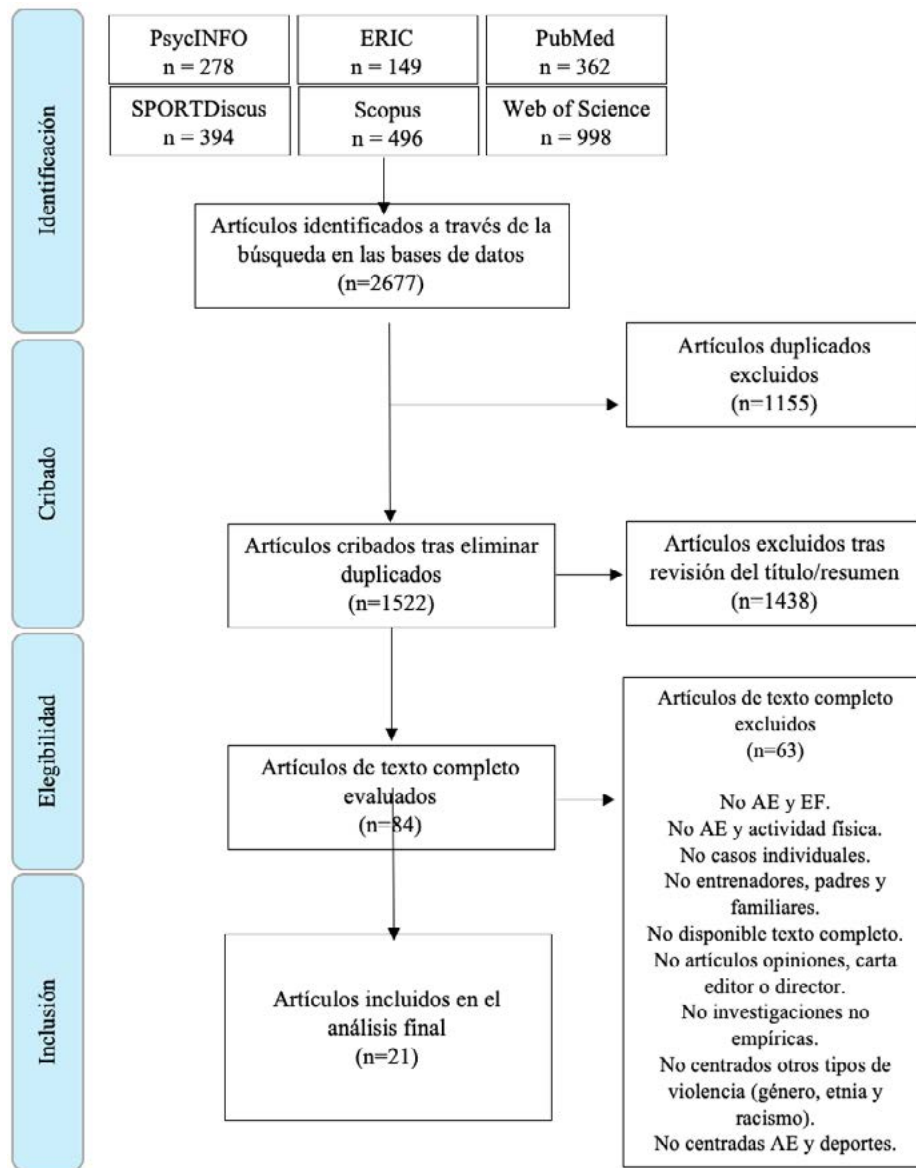 Identificación
PsycINFO
n = 278
ERIC
n = 149
PubMed
n = 362
SPORTDiscus
n = 394
Scopus
n = 496
Web of Science
n = 998
Artículos identificados a través de la
búsqueda en las bases de datos
(n=2677)
Cribado
Artículos duplicados
excluidos
(n=1155)
Artículos cribados tras eliminar
duplicados
(n=1522)
Artículos excluidos tras
revisión del título/resumen
(n=1438)
Elegibilidad
Artículos de texto completo
evaluados
(n=84)
Artículos de texto completo
excluidos
(n=63)
No AE y EF.
No AE y actividad física.
No casos individuales.
No entrenadores, padres y
familiares.
No disponible texto completo.
No artículos opiniones, carta
editor o director.
No investigaciones no
empíricas.
No centrados otros tipos de
violencia (género, etnia y
racismo).
No centradas AE y deportes.
Inclusión
Artículos incluidos en el
análisis final
(n=21)